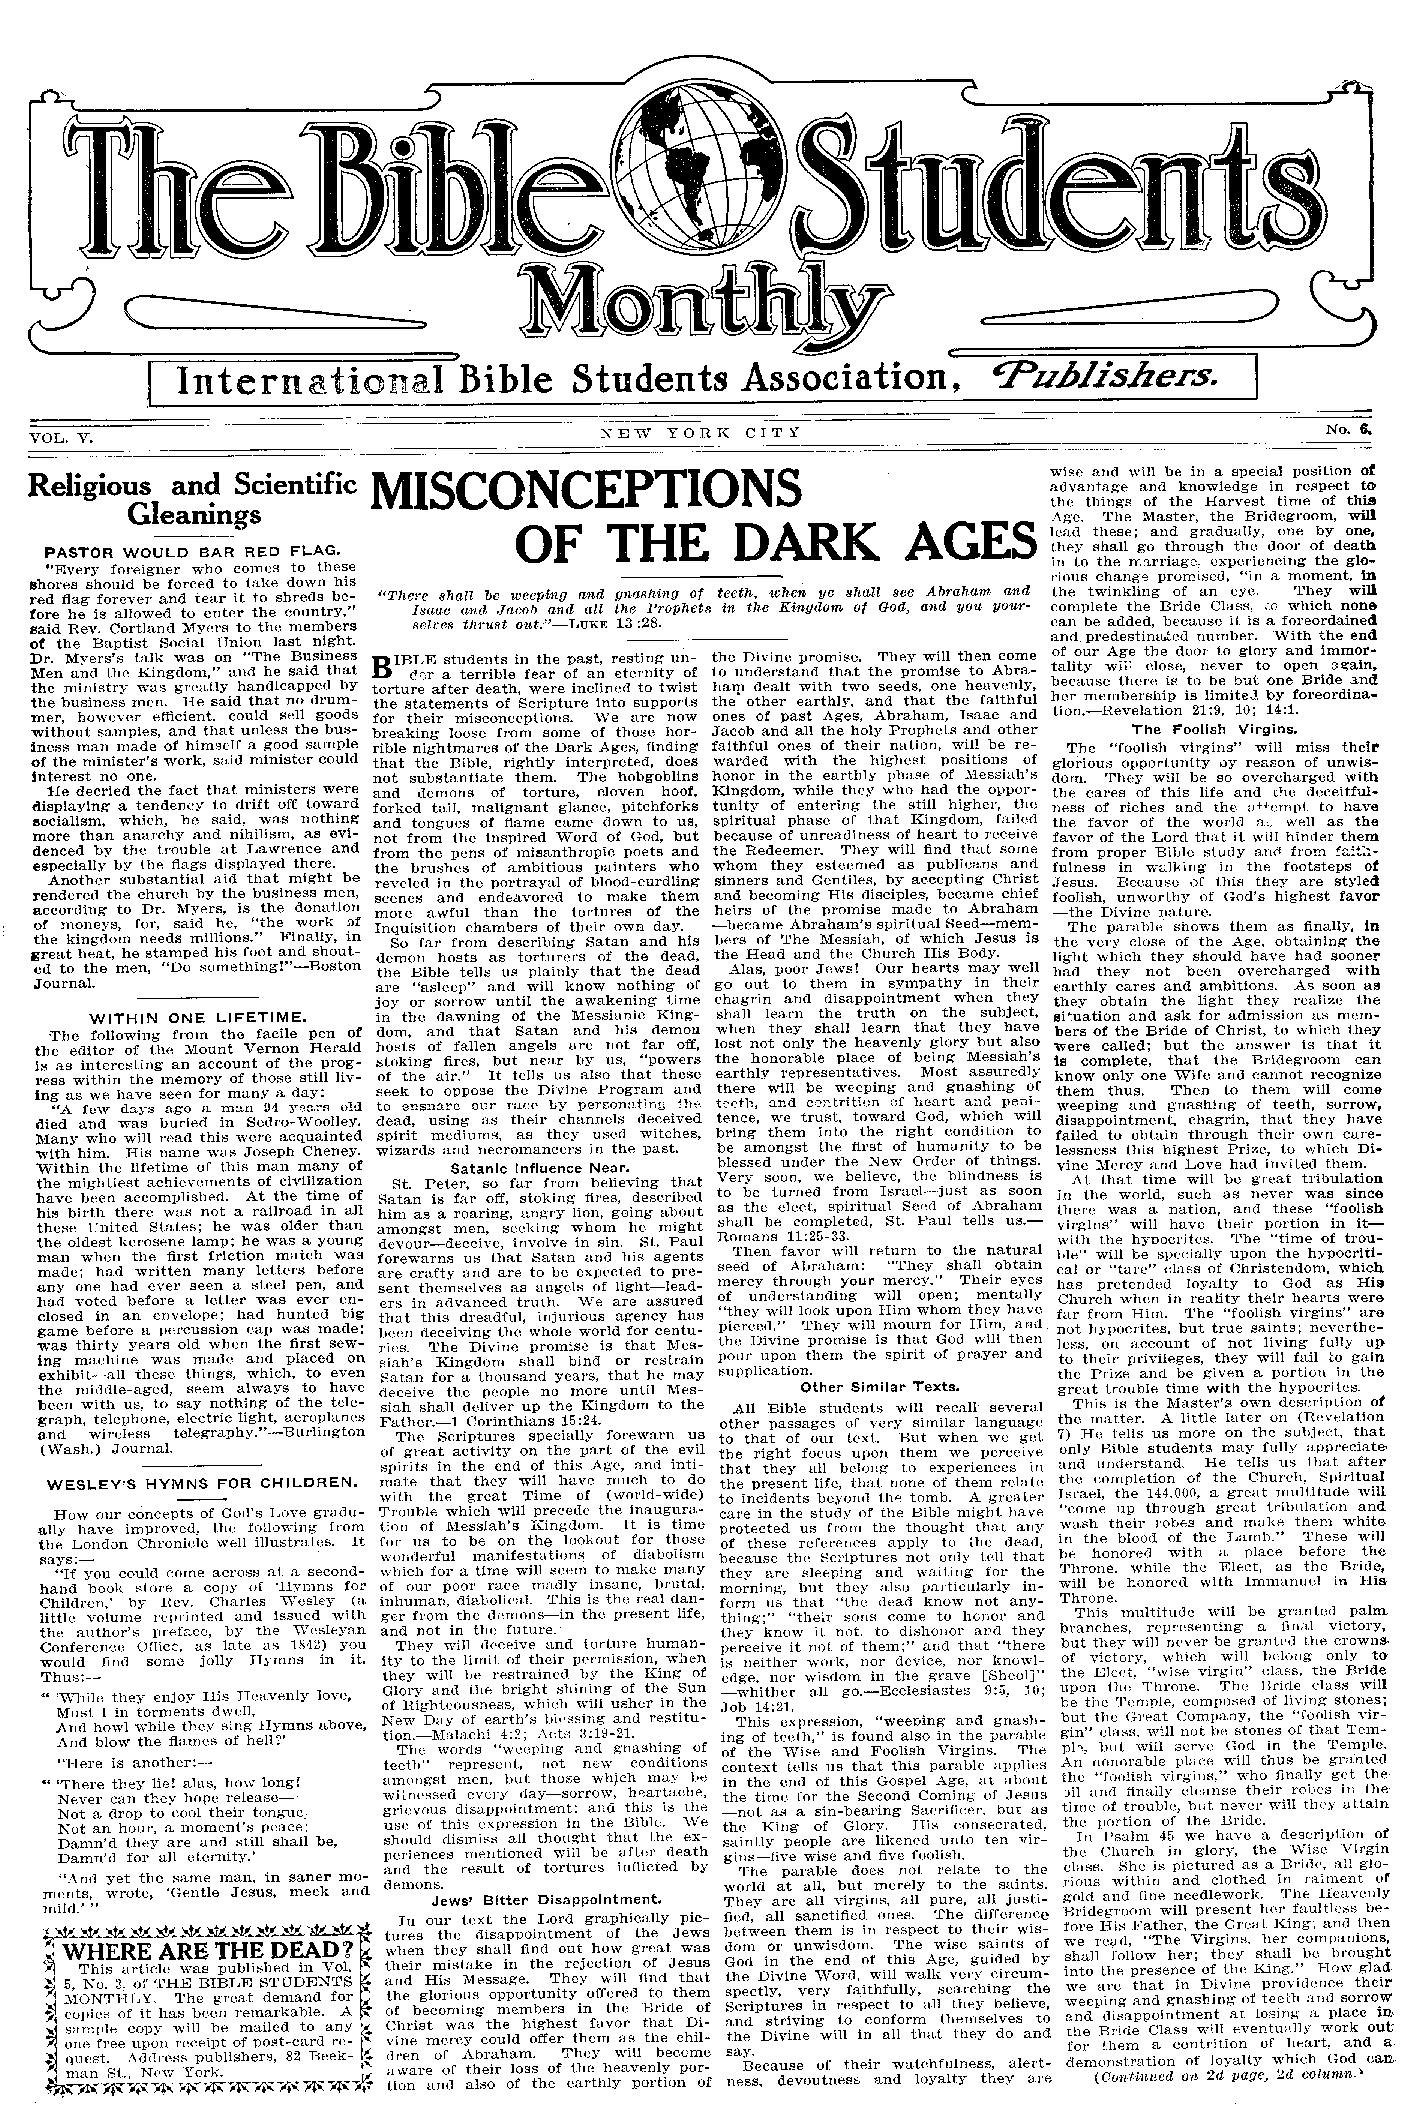 The Bible Students
Monthly
International Bible Students Association, Publishers.
VOL. V.
NEW YORK CITY
No. 6.
Religious and Scientific
Gleanings
PASTOR WOULD BAR RED FLAG.
"Every foreigner who comes to these
shores should be forced to take down his
red flag forever and tear it to shreds be-
fore he is allowed to enter the country,"
said Rev. Cortland Myers to the members
of the Baptist Social Union last night.
Dr. Myers's talk was on "The Business
Men and the Kingdom," and he said that
the ministry was greatly handicapped by
the business men. He said that no drum-
mer, however efficient, could sell goods
without samples, and that unless the bus-
iness man made of himself a good sample
of the minister's work, said minister could
interest no one.
He decried the fact that ministers were
displaying a tendency to drift off toward
socialism, which, he said, was nothing
more than anarchy and nihilism, as evi-
denced by the trouble at Lawrence and
especially by the flags displayed there.
Another substantial aid that might be
rendered the church by the business men,
according to Dr. Myers, is the donation
of moneys, for, said he, "the work of
the kingdom needs millions." Finally, in
great heat, he stamped his foot and shout-
ed to the men, "Do something!"—Boston
Journal.
WITHIN ONE LIFETIME.
The following from the facile pen of
the editor of the Mount Vernon Herald
is as interesting an account of the prog-
ress within the memory of those still liv-
ing as we have seen for many a day:
"A few days ago a man 94 years old
died and was buried in Sedro-Woolley.
Many who will read this were acquainted
with him. His name was Joseph Cheney.
Within the lifetime of this man many of
the mightiest achievements of civilization
have been accomplished. At the time of
his birth there was not a railroad in all
these United States; he was older than
the oldest kerosene lamp; he was a young
man when the first friction match was
made; had written many letters before
any one had ever seen a steel pen, and
had voted before a letter was ever en-
closed in an envelope; had hunted big
game before a percussion cap was made;
was thirty years old when the first sew-
ing machine was made and placed on
exhibit—all these things, which, to even
the middle-aged, seem always to have
been with us, to say nothing of the tele-
graph, telephone, electric light, aeroplanes
and wireless telegraphy."—Burlington
(Wash.) Journal.
WESLEY'S HYMNS FOR CHILDREN.
How our concepts of God's Love gradu-
ally have improved, the following from
the London Chronicle well illustrates. It
says:—
"If you could come across at a second-
hand book store a copy of 'Hymns for
Children,' by Rev. Charles Wesley (a
little volume reprinted and issued with
the author's preface, by the Wesleyan
Conference Office, as late as 1842) you
would find some jolly Hymns in it.
Thus:—
"'While they enjoy His Heavenly love,
Must I in torments dwell,
And howl while they sing Hymns above,
And blow the flames of hell?'
"Here is another:—
"'There they lie! alas, how long!
Never can they hope release—
Not a drop to cool their tongue,
Not an hour, a moment's peace;
Damn'd they are and still shall be,
Damn'd for all eternity.'
"And yet the same man, in saner mo-
ments, wrote, 'Gentle Jesus, meek and
mild.'"
WHERE ARE THE DEAD?
This article was published in Vol.
5, No. 3, of THE BIBLE STUDENTS
MONTHLY. The great demand for
copies of it has been remarkable. A
sample copy will be mailed to any
one free upon receipt of post-card re-
quest. Address publishers, 82 Beek-
man St., New York.
MISCONCEPTIONS
OF THE DARK AGES
"There shall be weeping and gnashing of teeth, when ye shall see Abraham and
Isaac and Jacob and all the Prophets in the Kingdom of God, and you your-
selves thrust out."—LUKE 13:28.
BIBLE students in the past, resting un-
der a terrible fear of an eternity of
torture after death, were inclined to twist
the statements of Scripture into supports
for their misconceptions. We are now
breaking loose from some of those hor-
rible nightmares of the Dark Ages, finding
that the Bible, rightly interpreted, does
not substantiate them. The hobgoblins
and demons of torture, cloven hoof,
forked tail, malignant glance, pitchforks
and tongues of flame came down to us,
not from the inspired Word of God, but
from the pens of misanthropic poets and
the brushes of ambitious painters who
reveled in the portrayal of blood-curdling
scenes and endeavored to make them
more awful than the tortures of the
Inquisition chambers of their own day.
So far from describing Satan and his
demon hosts as torturers of the dead,
the Bible tells us plainly that the dead
are "asleep" and will know nothing of
joy or sorrow until the awakening time
in the dawning of the Messianic King-
dom, and that Satan and his demon
hosts of fallen angels are not far off,
stoking fires, but near by us, "powers
of the air." It tells us also that these
seek to oppose the Divine Program and
to ensnare our race by personating the
dead, using as their channels deceived
spirit mediums, as they used witches,
wizards and necromancers in the past.
Satanic Influence Near.
St. Peter, so far from believing that
Satan is far off, stoking fires, described
him as a roaring, angry lion, going about
amongst men, seeking whom he might
devour—deceive, involve in sin. St. Paul
forewarns us that Satan and his agents
are crafty and are to be expected to pre-
sent themselves as angels of light—lead-
ers in advanced truth. We are assured
that this dreadful, injurious agency has
been deceiving the whole world for centu-
ries. The Divine promise is that Mes-
siah's Kingdom shall bind or restrain
Satan for a thousand years, that he may
deceive the people no more until Mes-
siah shall deliver up the Kingdom to the
Father.—1 Corinthians 15:24.
The Scriptures specially forewarn us
of great activity on the part of the evil
spirits in the end of this Age, and inti-
mate that they will have much to do
with the great Time of (world-wide)
Trouble which will precede the inaugura-
tion of Messiah's Kingdom. It is time
for us to be on the lookout for those
wonderful manifestations of diabolism
which for a time will seem to make many
of our poor race madly insane, brutal,
inhuman, diabolical. This is the real dan-
ger from the demons—in the present life,
and not in the future.
They will deceive and torture human-
ity to the limit of their permission, when
they will be restrained by the King of
Glory and the bright shining of the Sun
of Righteousness, which will usher in the
New Day of earth's blessing and restitu-
tion.—Malachi 4:2; Acts 3:19-21.
The words "weeping and gnashing of
teeth" represent, not new conditions
amongst men, but those which may be
witnessed every day—sorrow, heartache,
grievous disappointment; and this is the
use of this expression in the Bible. We
should dismiss all thought that the ex-
periences mentioned will be after death
and the result of tortures inflicted by
demons.
Jews' Bitter Disappointment.
In our text the Lord graphically pic-
tures the disappointment of the Jews
when they shall find out how great was
their mistake in the rejection of Jesus
and His Message. They will find that
the glorious opportunity offered to them
of becoming members in the Bride of
Christ was the highest favor that Di-
vine mercy could offer them as the chil-
dren of Abraham. They will become
aware of their loss of the heavenly por-
tion and also of the earthly portion of
the Divine promise. They will then come
to understand that the promise to Abra-
ham dealt with two seeds, one heavenly,
the other earthly, and that the faithful
ones of past Ages, Abraham, Isaac and
Jacob and all the holy Prophets and other
faithful ones of their nation, will be re-
warded with the highest positions of
honor in the earthly phase of Messiah's
Kingdom, while they who had the oppor-
tunity of entering the still higher, the
spiritual phase of that Kingdom, failed
because of unreadiness of heart to receive
the Redeemer. They will find that some
whom they esteemed as publicans and
sinners and Gentiles, by accepting Christ
and becoming His disciples, became chief
heirs of the promise made to Abraham
—became Abraham's spiritual Seed—mem-
bers of The Messiah, of which Jesus is
the Head and the Church His Body.
Alas, poor Jews! Our hearts may well
go out to them in sympathy in their
chagrin and disappointment when they
shall learn the truth on the subject,
when they shall learn that they have
lost not only the heavenly glory but also
the honorable place of being Messiah's
earthly representatives. Most assuredly
there will be weeping and gnashing of
teeth, and contrition of heart and peni-
tence, we trust, toward God, which will
bring them into the right condition to
be amongst the first of humanity to be
blessed under the New Order of things.
Very soon, we believe, the blindness is
to be turned from Israel—just as soon
as the elect, spiritual Seed of Abraham
shall be completed, St. Paul tells us.—
Romans 11:25-33.
Then favor will return to the natural
seed of Abraham: "They shall obtain
mercy through your mercy." Their eyes
of understanding will open; mentally
"they will look upon Him whom they have
pierced." They will mourn for Him, and
the Divine promise is that God will then
pour upon them the spirit of prayer and
supplication.
Other Similar Texts.
All Bible students will recall several
other passages of very similar language
to that of our text. But when we get
the right focus upon them we perceive
that they all belong to experiences in
the present life, that none of them relate
to incidents beyond the tomb. A greater
care in the study of the Bible might have
protected us from the thought that any
of these references apply to the dead,
because the Scriptures not only tell that
they are sleeping and waiting for the
morning, but they also particularly in-
form us that "the dead know not any-
thing;" "their sons come to honor and
they know it not, to dishonor and they
perceive it not of them;" and that "there
is neither work, nor device, nor knowl-
edge, nor wisdom in the grave [Sheol]"
—whither all go.—Ecclesiastes 9:5, 10;
Job 14:21.
This expression, "weeping and gnash-
ing of teeth," is found also in the parable
of the Wise and Foolish Virgins. The
context tells us that this parable applies
in the end of this Gospel Age, at about
the time for the Second Coming of Jesus
—not as a sin-bearing Sacrificer, but as
the King of Glory. His consecrated,
saintly people are likened unto ten vir-
gins—five wise and five foolish.
The parable does not relate to the
world at all, but merely to the saints.
They are all virgins, all pure, all justi-
fied, all sanctified ones. The difference
between them is in respect to their wis-
dom or unwisdom. The wise saints of
God in the end of this Age, guided by
the Divine Word, will walk very circum-
spectly, very faithfully, searching the
Scriptures in respect to all they believe,
and striving to conform themselves to
the Divine will in all that they do and
say.
Because of their watchfulness, alert-
ness, devoutness and loyalty they are
wise and will be in a special position of
advantage and knowledge in respect to
the things of the Harvest time of this
Age. The Master, the Bridegroom, will
lead these; and gradually, one by one,
they shall go through the door of death
in to the marriage, experiencing the glo-
rious change promised, "in a moment, in
the twinkling of an eye. They will
complete the Bride Class, to which none
can be added, because it is a foreordained
and predestinated number. With the end
of our Age the door to glory and immor-
tality will close, never to open again,
because there is to be but one Bride and
her membership is limited by foreordina-
tion.—Revelation 21:9, 10; 14:1.
The Foolish Virgins.
The "foolish virgins" will miss their
glorious opportunity by reason of unwis-
dom. They will be so overcharged with
the cares of this life and the deceitful-
ness of riches and the attempt to have
the favor of the world as well as the
favor of the Lord that it will hinder them
from proper Bible study and from faith-
fulness in walking in the footsteps of
Jesus. Because of this they are styled
foolish, unworthy of God's highest favor
—the Divine nature.
The parable shows them as finally, in
the very close of the Age, obtaining the
light which they should have had sooner
had they not been overcharged with
earthly cares and ambitions. As soon as
they obtain the light they realize the
situation and ask for admission as mem-
bers of the Bride of Christ, to which they
were called; but the answer is that it
is complete, that the Bridegroom can
know only one Wife and cannot recognize
them thus. Then to them will come
weeping and gnashing of teeth, sorrow,
disappointment, chagrin, that they have
failed to obtain through their own care-
lessness this highest Prize, to which Di-
vine Mercy and Love had invited them.
At that time will be great tribulation
in the world, such as never was since
there was a nation, and these "foolish
virgins" will have their portion in it—
with the hypocrites. The "time of trou-
ble" will be specially upon the hypocriti-
cal or "tare" class of Christendom, which
has pretended loyalty to God as His
Church when in reality their hearts were
far from Him. The "foolish virgins" are
not hypocrites, but true saints; neverthe-
less, on account of not living fully up
to their privileges, they will fail to gain
the Prize and be given a portion in the
great trouble time with the hypocrites.
This is the Master's own description of
the matter. A little later on (Revelation
7) He tells us more on the subject, that
only Bible students may fully appreciate
and understand. He tells us that after
the completion of the Church, Spiritual
Israel, the 144,000, a great multitude will
"come up through great tribulation and
wash their robes and make them white
in the blood of the Lamb." These will
be honored with a place before the
Throne, while the Elect, as the Bride,
will be honored with Immanuel in His
Throne.
This multitude will be granted palm
branches, representing a final victory,
but they will never be granted the crowns
of victory, which will belong only to
the Elect, "wise virgin" class, the Bride
upon the Throne. The Bride class will
be the Temple, composed of living stones;
but the Great Company, the "foolish vir-
gin" class, will not be stones of that Tem-
ple, but will serve God in the Temple.
An honorable place will thus be granted
the "foolish virgins," who finally get the
oil and finally cleanse their robes in the
time of trouble, but never will they attain
the portion of the Bride.
In Psalm 45 we have a description of
the Church in glory, the Wise Virgin
class. She is pictured as a Bride, all glo-
rious within and clothed in raiment of
gold and fine needlework. The Heavenly
Bridegroom will present her faultless be-
fore His Father, the Great King; and then
we read, "The Virgins, her companions,
shall follow her; they shall be brought
into the presence of the King." How glad
we are that in Divine providence their
weeping and gnashing of teeth and sorrow
and disappointment at losing a place in
the Bride Class will eventually work out
for them a contrition of heart, and a
demonstration of loyalty which God can
(Continued on 2d page, 2d column.)